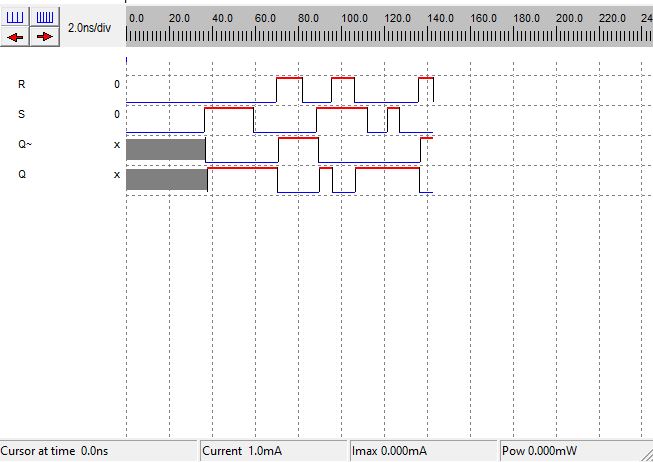 2.0ns/div 0.0 20.0 40.0 60.0 80.0 100.0 120.0 140.0 160.0 180.0 200.0 220.0 24
R 0
S 0
Q~ x
Q x
Cursor at time 0.0ns Current 1.0mA Imax 0.000mA Pow 0.000mW